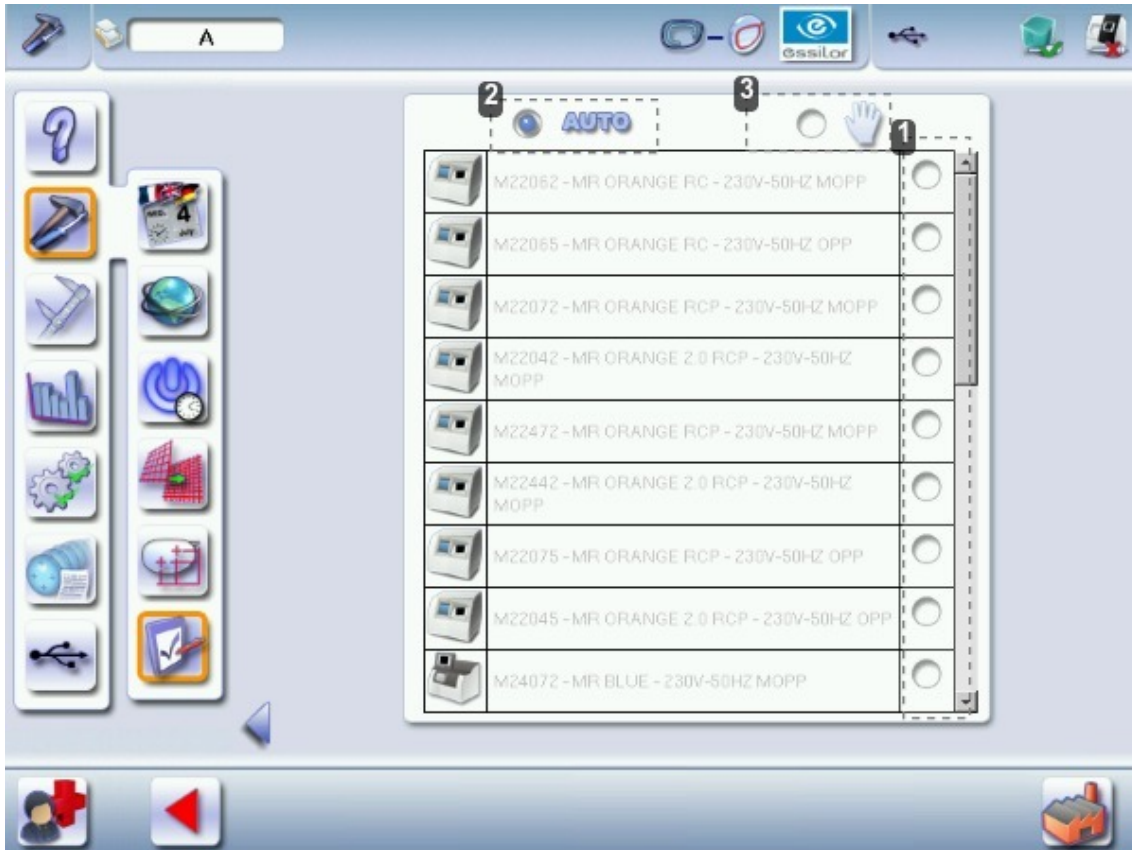 A
essilor
2
AUTO
3
1
M22062 - MR ORANGE RC - 230V-50HZ MOPP
M22065 - MR ORANGE RC - 230V-50HZ OPP
M22072 - MR ORANGE RCP - 230V-50HZ MOPP
M22042 - MR ORANGE 2.0 RCP - 230V-50HZ
MOPP
M22472 - MR ORANGE RCP - 230V-50HZ MOPP
M22442 - MR ORANGE 2.0 RCP - 230V-50HZ
MOPP
M22075 - MR ORANGE RCP - 230V-50HZ OPP
M22045 - MR ORANGE 2.0 RCP - 230V-50HZ OPP
M24072 - MR BLUE - 230V-50HZ MOPP
4
July